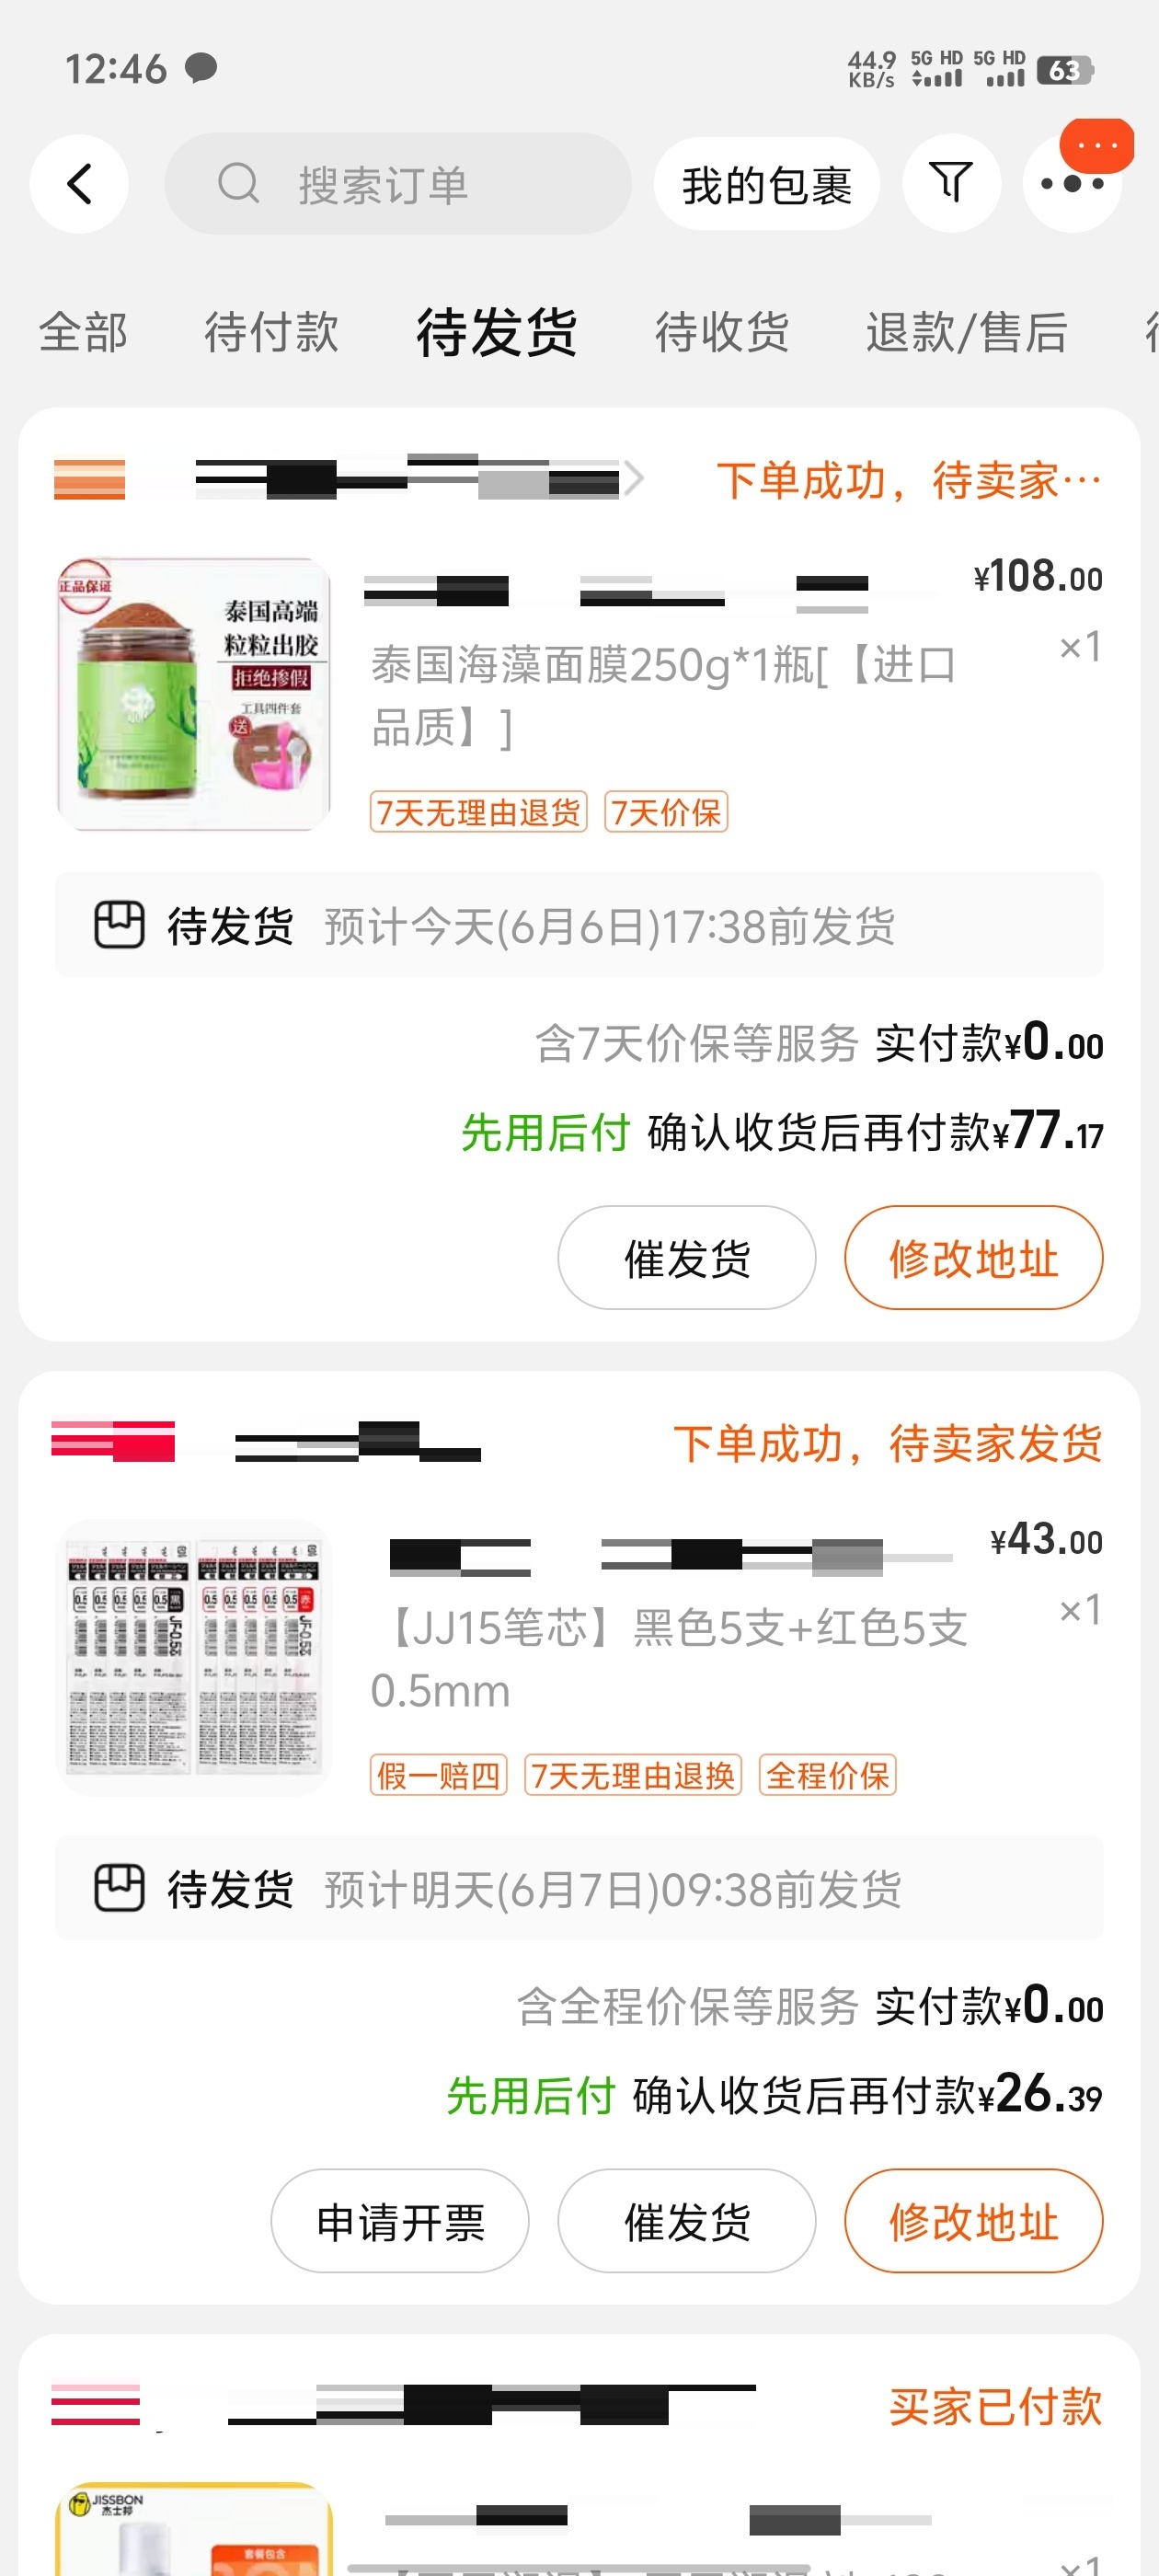 12:46
44.9 KB/s 5G HD 5G HD 63
搜索订单
我的包裹
全部 待付款 待发货 待收货 退款/售后
下单成功，待卖家…
正品保证
泰国高端
粒粒出胶
拒绝掺假
工具四件套
送
¥108.00
泰国海藻面膜250g*1瓶[【进口
×1
品质】]
7天无理由退货 7天价保
待发货 预计今天(6月6日)17:38前发货
含7天价保等服务 实付款¥0.00
先用后付 确认收货后再付款¥77.17
催发货 修改地址
下单成功，待卖家发货
¥43.00
0.5 黑
0.5 赤
【JJ15笔芯】黑色5支+红色5支
×1
0.5mm
假一赔四 7天无理由退换 全程价保
待发货 预计明天(6月7日)09:38前发货
含全程价保等服务 实付款¥0.00
先用后付 确认收货后再付款¥26.39
申请开票 催发货 修改地址
买家已付款
JISSBON
杰士邦
套餐包含
×1